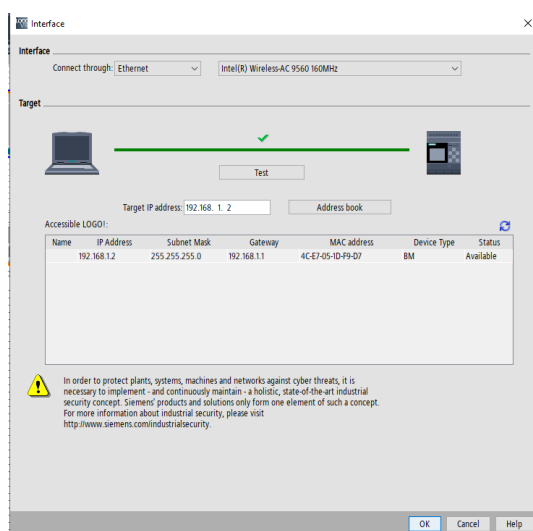 Interface
Interface
Connect through: Ethernet Intel(R) Wireless-AC 9560 160MHz
Target
Test
Target IP address: 192.168. 1. 2 Address book
Accessible LOGO!:
Name IP Address Subnet Mask Gateway MAC address Device Type Status
192.168.1.2 255.255.255.0 192.168.1.1 4C-E7-05-1D-F9-D7 BM Available
In order to protect plants, systems, machines and networks against cyber threats, it is
necessary to implement - and continuously maintain - a holistic, state-of-the-art industrial
security concept. Siemens' products and solutions only form one element of such a concept.
For more information about industrial security, please visit
http://www.siemens.com/industrialsecurity.
OK Cancel Help